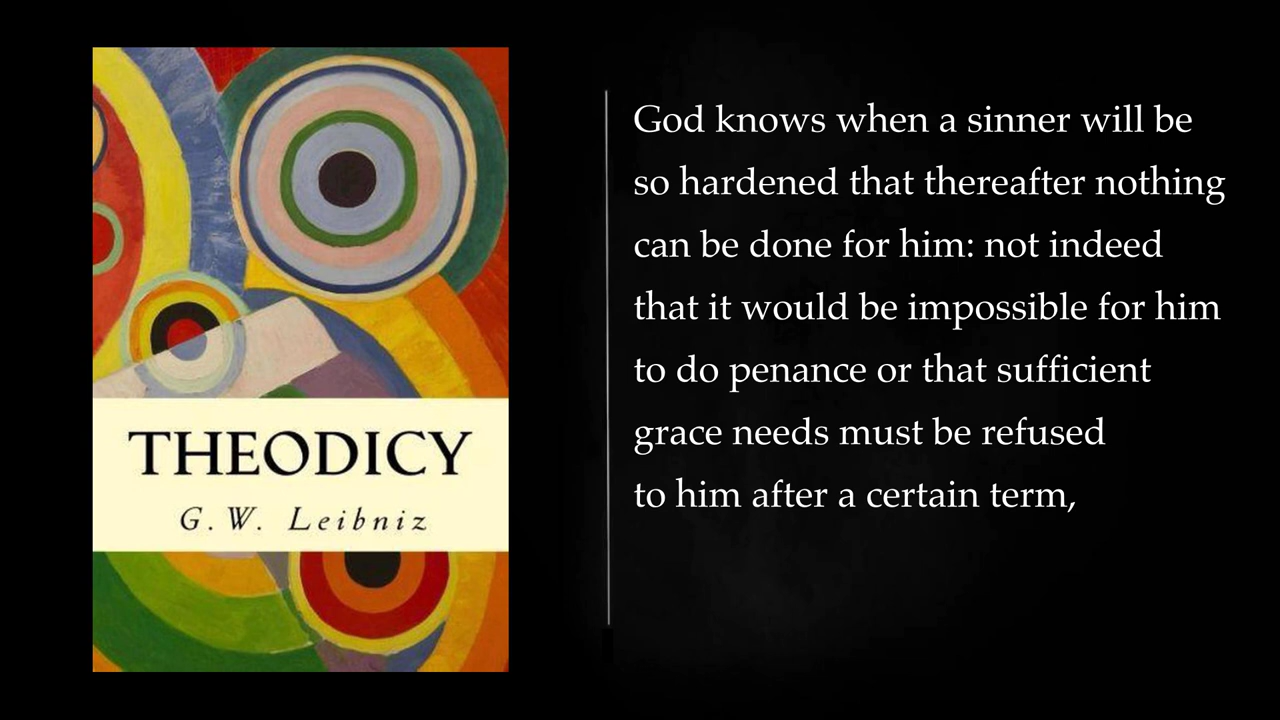 THEODICY
G.W. Leibniz
God knows when a sinner will be
so hardened that thereafter nothing
can be done for him: not indeed
that it would be impossible for him
to do penance or that sufficient
grace needs must be refused
to him after a certain term,